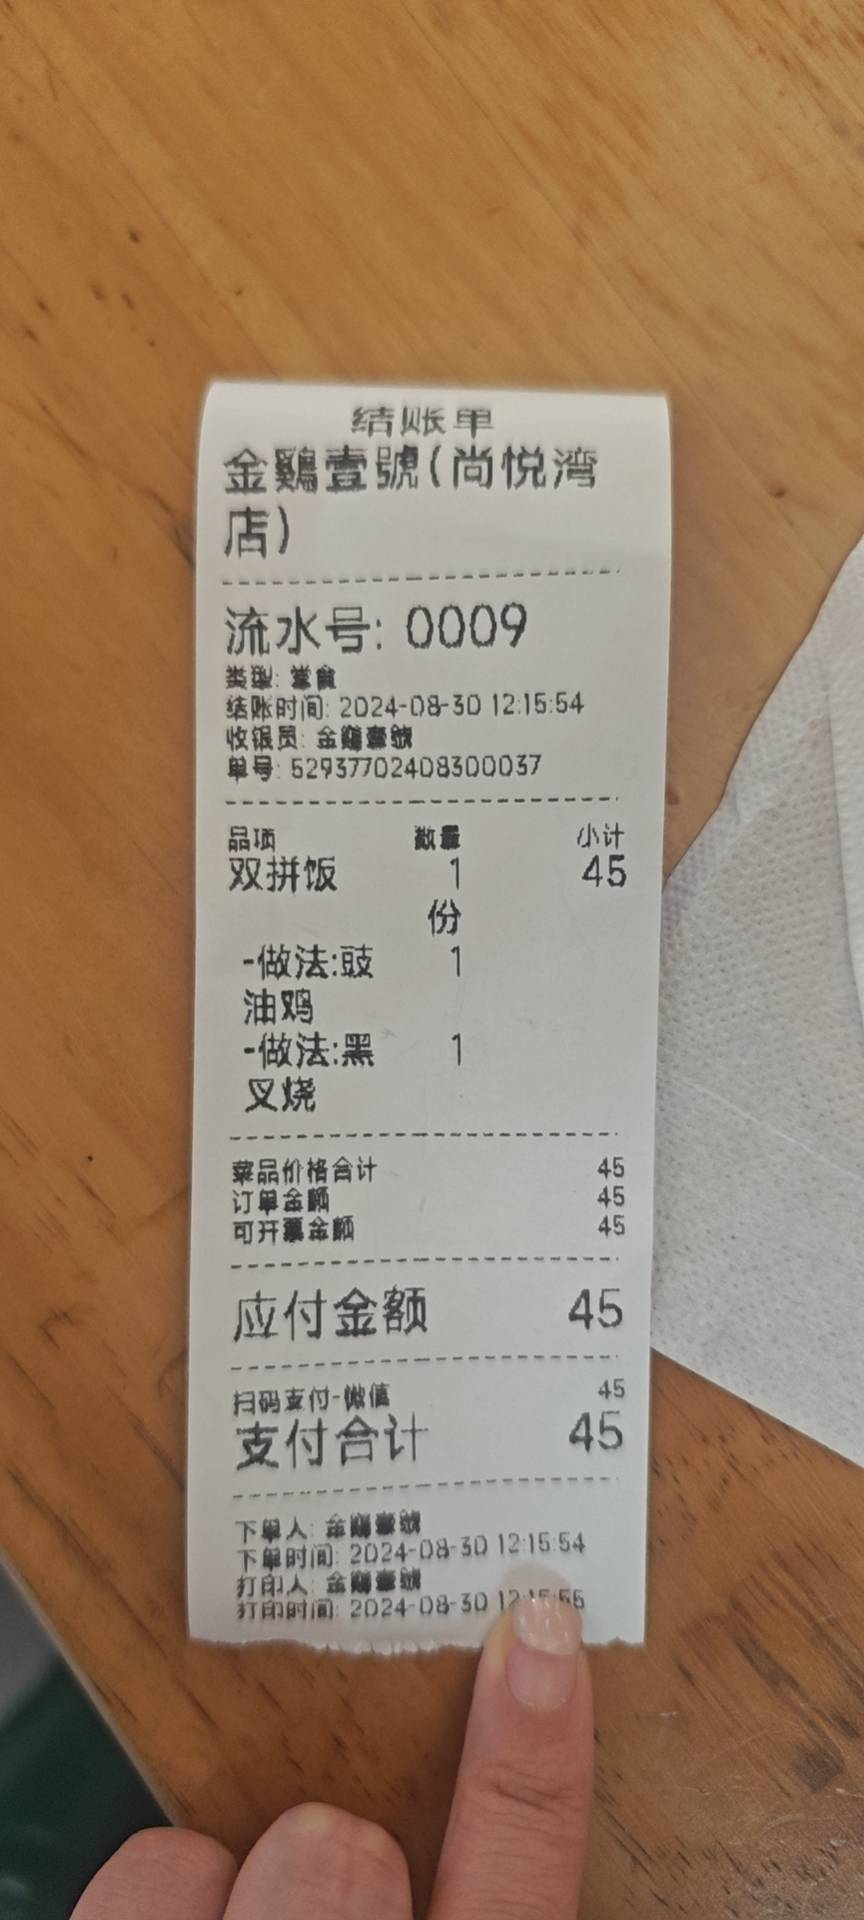 结账单
金鷄壹號(尚悦湾
店)
流水号: 0009
类型: 堂食
结账时间: 2024-08-30 12:15:54
收银员: 金鷄壹號
单号: 52937702408300037
品项 数量 小计
双拼饭 1 45
份
-做法:豉 1
油鸡
-做法:黑 1
叉烧
菜品价格合计 45
订单金额 45
可开票金额 45
应付金额 45
扫码支付-微信 45
支付合计 45
下单人: 金鷄壹號
下单时间: 2024-08-30 12:15:54
打印人: 金鷄壹號
打印时间: 2024-08-30